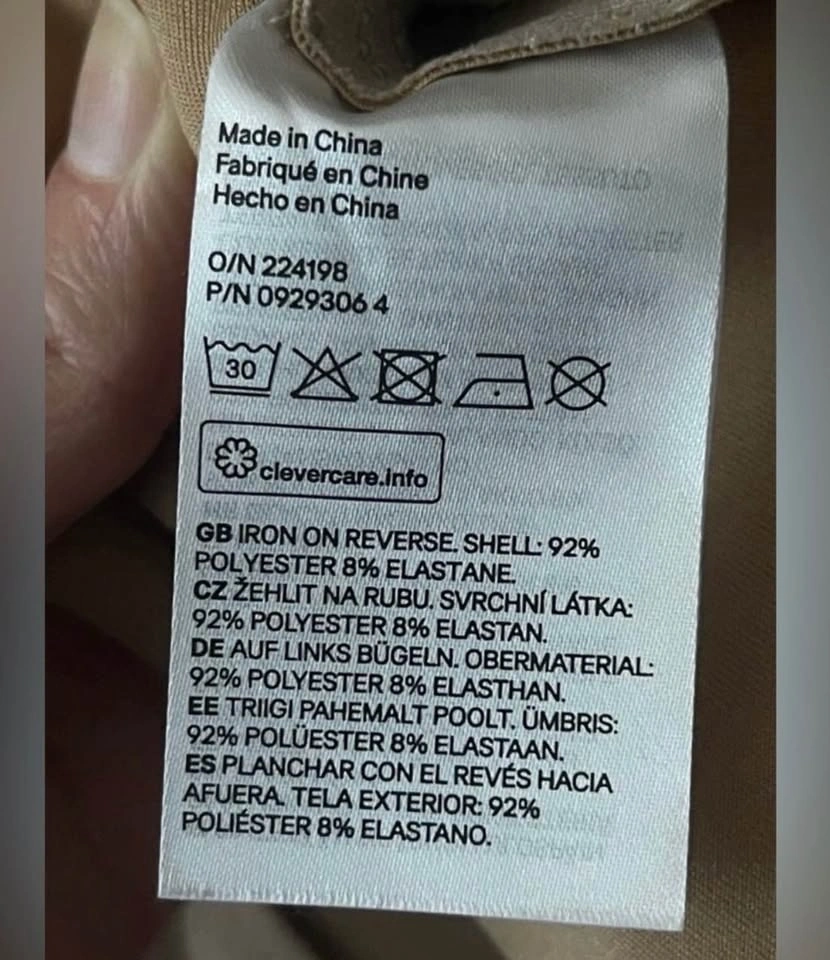 Made in China
Fabriqué en Chine
Hecho en China
O/N 224198
P/N 0929306 4
30
clevercare.info
GB IRON ON REVERSE. SHELL: 92%
POLYESTER 8% ELASTANE.
CZ ŽEHLIT NA RUBU. SVRCHNÍ LÁTKA:
92% POLYESTER 8% ELASTAN.
DE AUF LINKS BÜGELN. OBERMATERIAL:
92% POLYESTER 8% ELASTHAN.
EE TRIIGI PAHEMALT POOLT. ÜMBRIS:
92% POLÜESTER 8% ELASTAAN.
ES PLANCHAR CON EL REVÉS HACIA
AFUERA. TELA EXTERIOR: 92%
POLIÉSTER 8% ELASTANO.